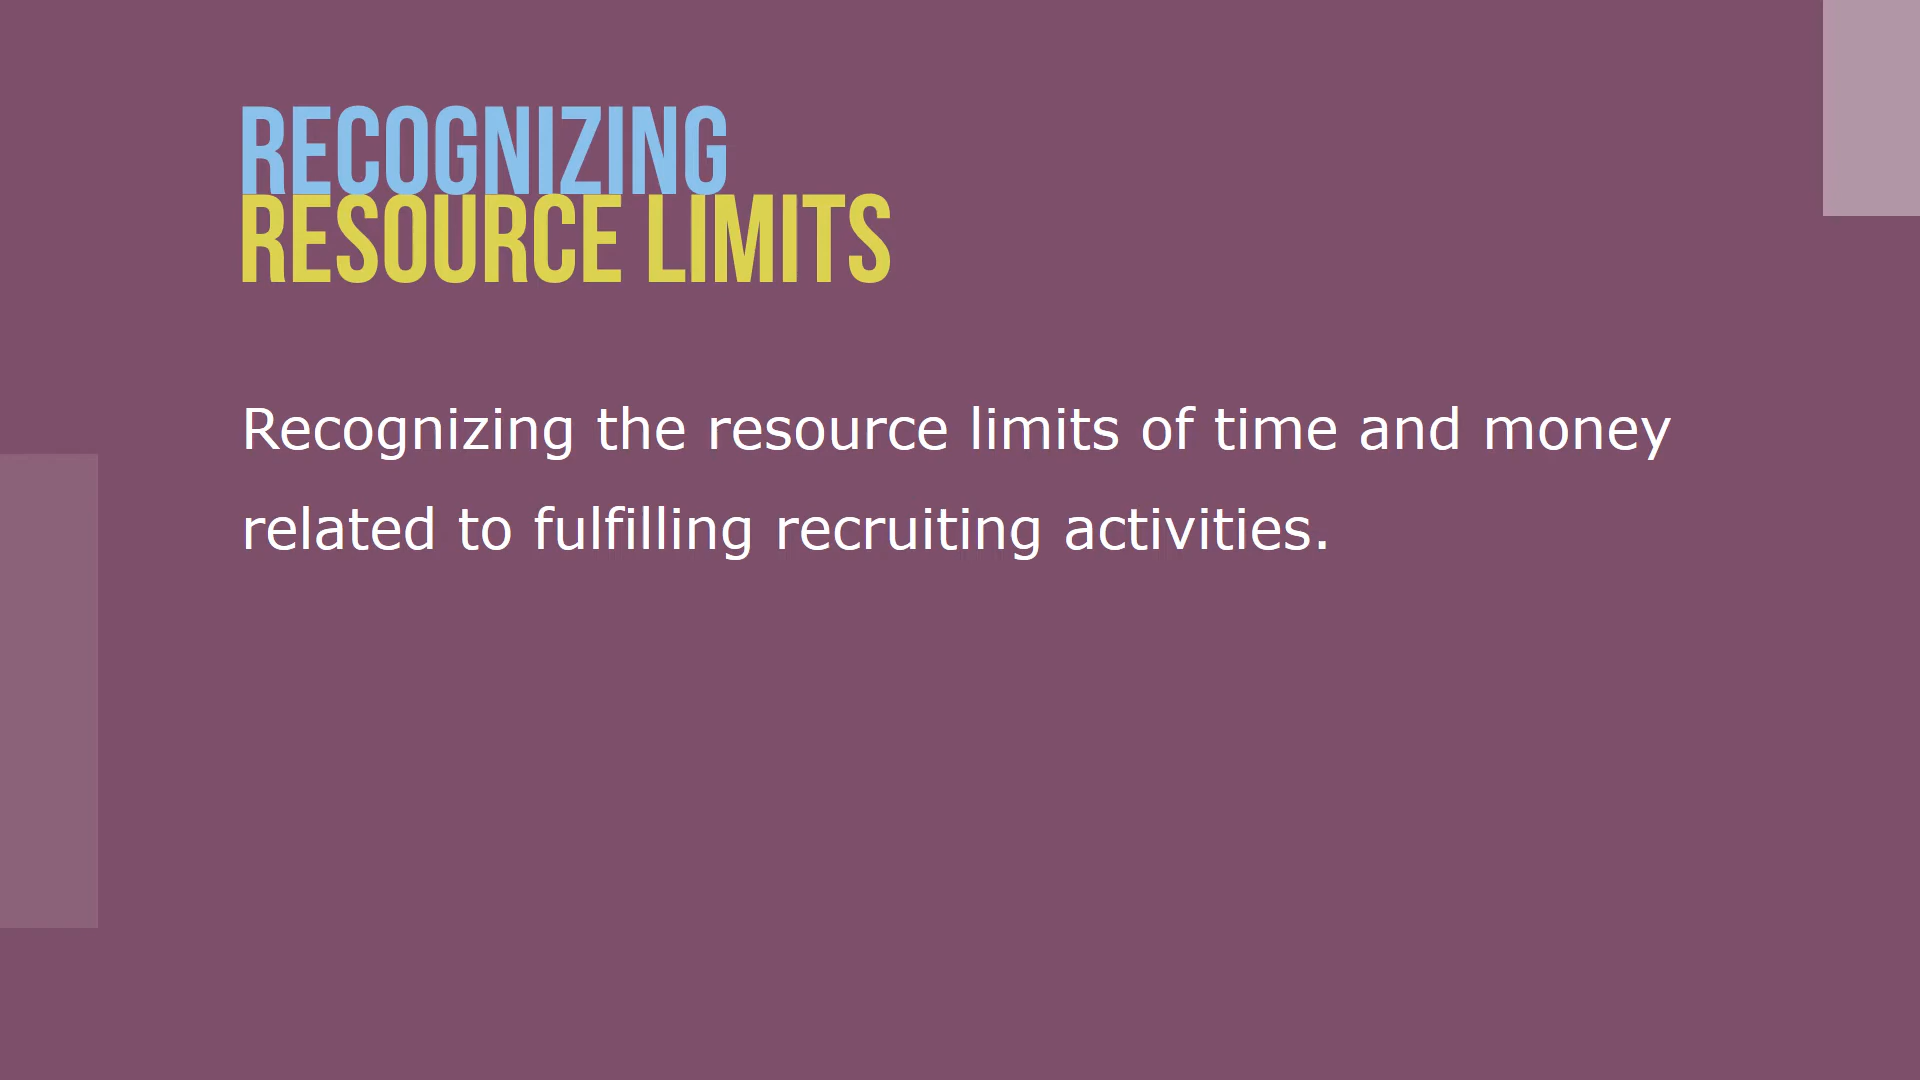 RECOGNIZING
RESOURCE LIMITS
Recognizing the resource limits of time and money
related to fulfilling recruiting activities.